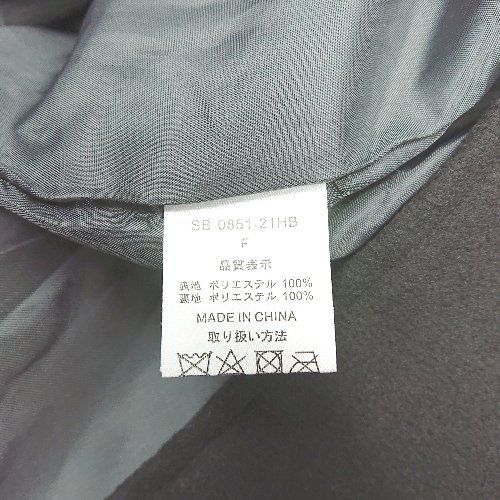 SB 0851-21HB
F
品質表示
表地 ポリエステル 100%
裏地 ポリエステル 100%
MADE IN CHINA
取り扱い方法